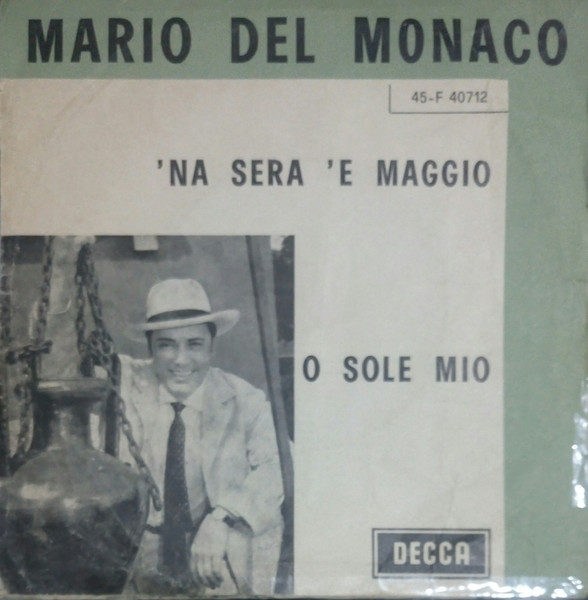 MARIO DEL MONACO
45-F 40712
'NA SERA 'E MAGGIO
O SOLE MIO
DECCA